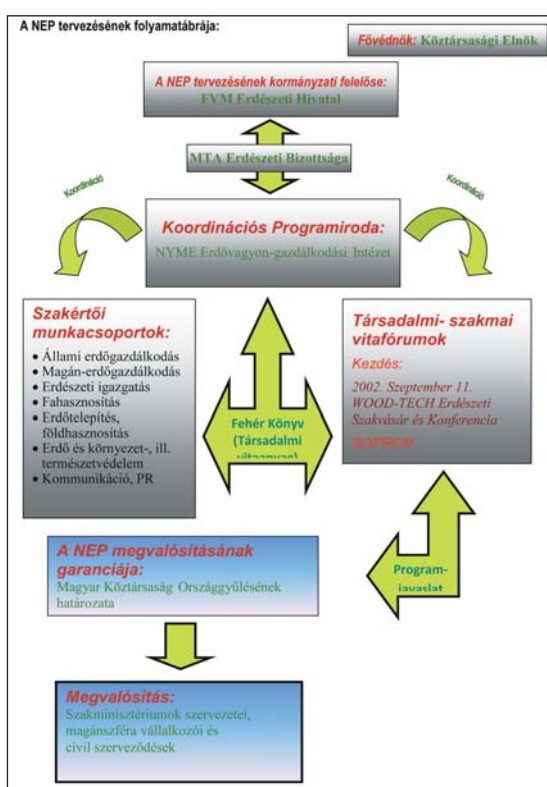 A NEP tervezésének folyamatábrája:
Fővédnök: Köztársasági Elnök
A NEP tervezésének kormányzati felelőse:
FVM Erdészeti Hivatal
MTA Erdészeti Bizottsága
Koordináció
Koordináció
Koordinációs Programiroda:
NYME Erdővagyon-gazdálkodási Intézet
Szakértői
munkacsoportok:
• Állami erdőgazdálkodás
• Magán-erdőgazdálkodás
• Erdészeti igazgatás
• Fahasznosítás
• Erdőtelepítés,
földhasznosítás
• Erdő és környezet-, ill.
természetvédelem
• Kommunikáció, PR
Fehér Könyv
(Társadalmi
vitaanyag)
Társadalmi- szakmai
vitafórumok
Kezdés:
2002. Szeptember 11.
WOOD-TECH Erdészeti
Szakvásár és Konferencia
SOPRON
Program-
javaslat
A NEP megvalósításának
garanciája:
Magyar Köztársaság Országgyűlésének
határozata
Megvalósítás:
Szakminisztériumok szervezetei,
magánszféra vállalkozói és
civil szerveződések